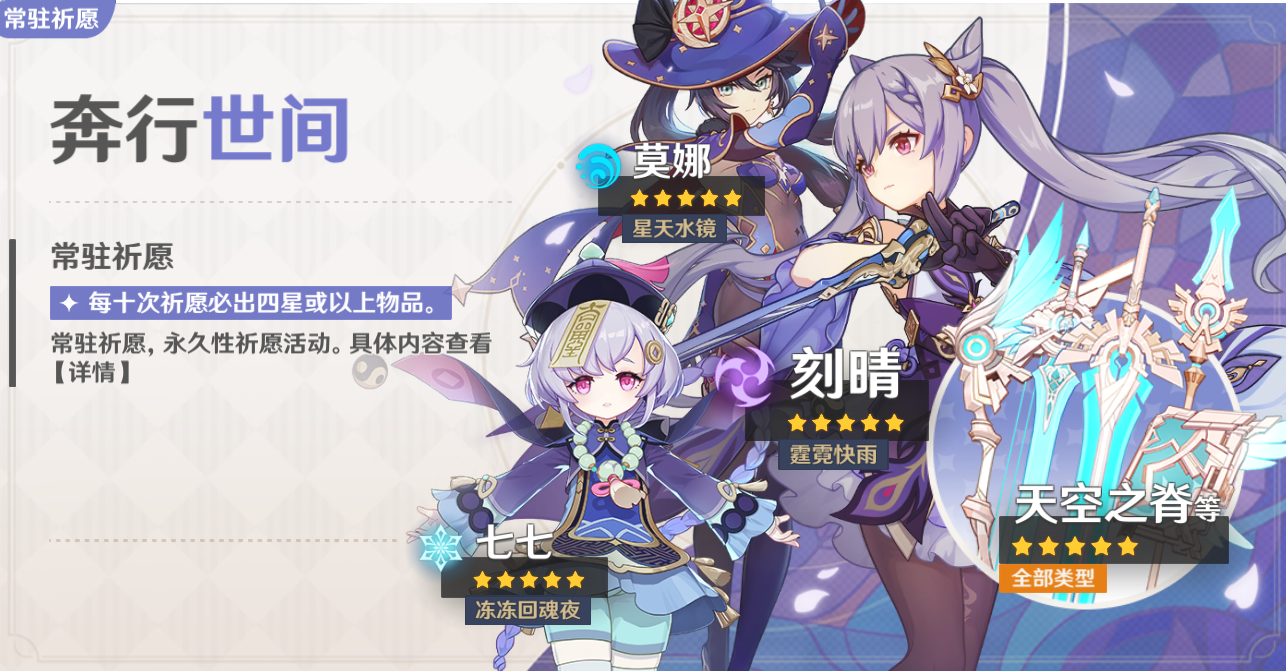 常驻祈愿
奔行世间
常驻祈愿
每十次祈愿必出四星或以上物品。
常驻祈愿，永久性祈愿活动。具体内容查看
【详情】
莫娜
星天水镜
刻晴
霆霓快雨
七七
冻冻回魂夜
天空之脊等
全部类型